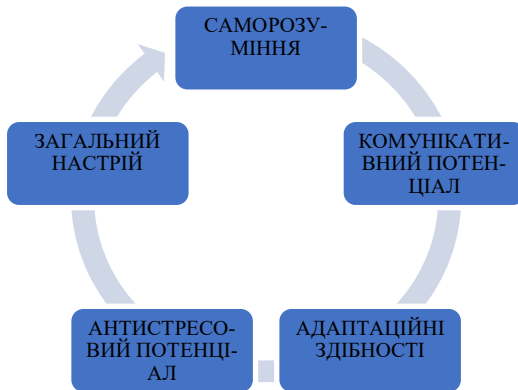 САМОРОЗУ-
МІННЯ
КОМУНІКАТИ-
ВНИЙ ПОТЕН-
ЦІАЛ
АДАПТАЦІЙНІ
ЗДІБНОСТІ
АНТИСТРЕСО-
ВИЙ ПОТЕНЦІ-
АЛ
ЗАГАЛЬНИЙ
НАСТРІЙ